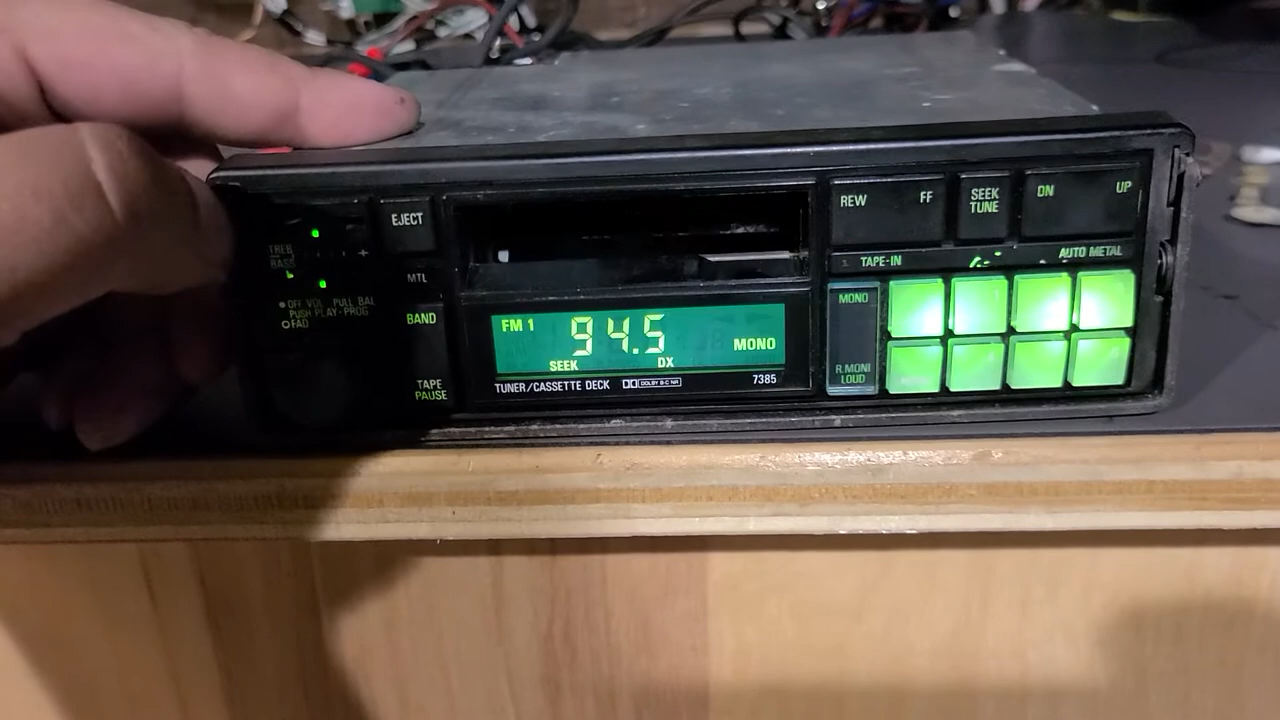 EJECT
MTL
BAND
TAPE
PAUSE
TREB
BASS
+
OFF VOL PULL BAL
PUSH PLAY·PROG
FAD
FM 1
94.5
MONO
SEEK
DX
TUNER/CASSETTE DECK
DOLBY B·C NR
7385
REW
FF
SEEK
TUNE
DN
UP
TAPE-IN
AUTO METAL
MONO
R.MONI
LOUD